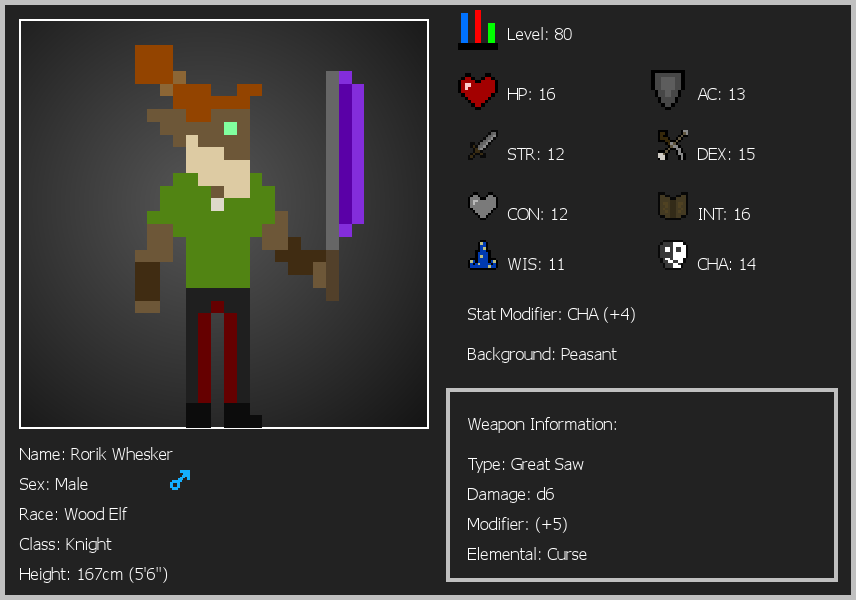 Level: 80
HP: 16
AC: 13
STR: 12
DEX: 15
CON: 12
INT: 16
WIS: 11
CHA: 14
Stat Modifier: CHA (+4)
Background: Peasant
Weapon Information:
Type: Great Saw
Damage: d6
Modifier: (+5)
Elemental: Curse
Name: Rorik Whesker
Sex: Male
Race: Wood Elf
Class: Knight
Height: 167cm (5'6")